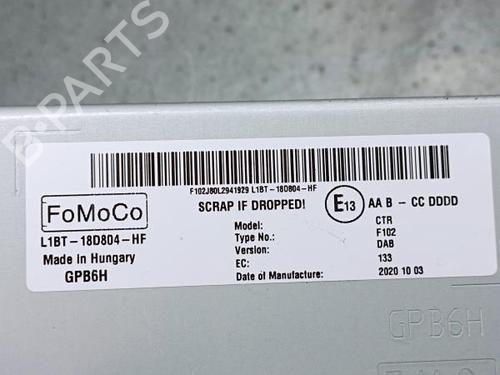 B-PARTS
F102J80L2941929 L1BT-18D804-HF
FoMoCo
SCRAP IF DROPPED!
E13
AA B - CC DDDD
L1BT-18D804-HF
Made in Hungary
GPB6H
Model: CTR
Type No.: F102
Version: DAB
EC: 133
Date of Manufacture: 2020 10 03
GPB6H